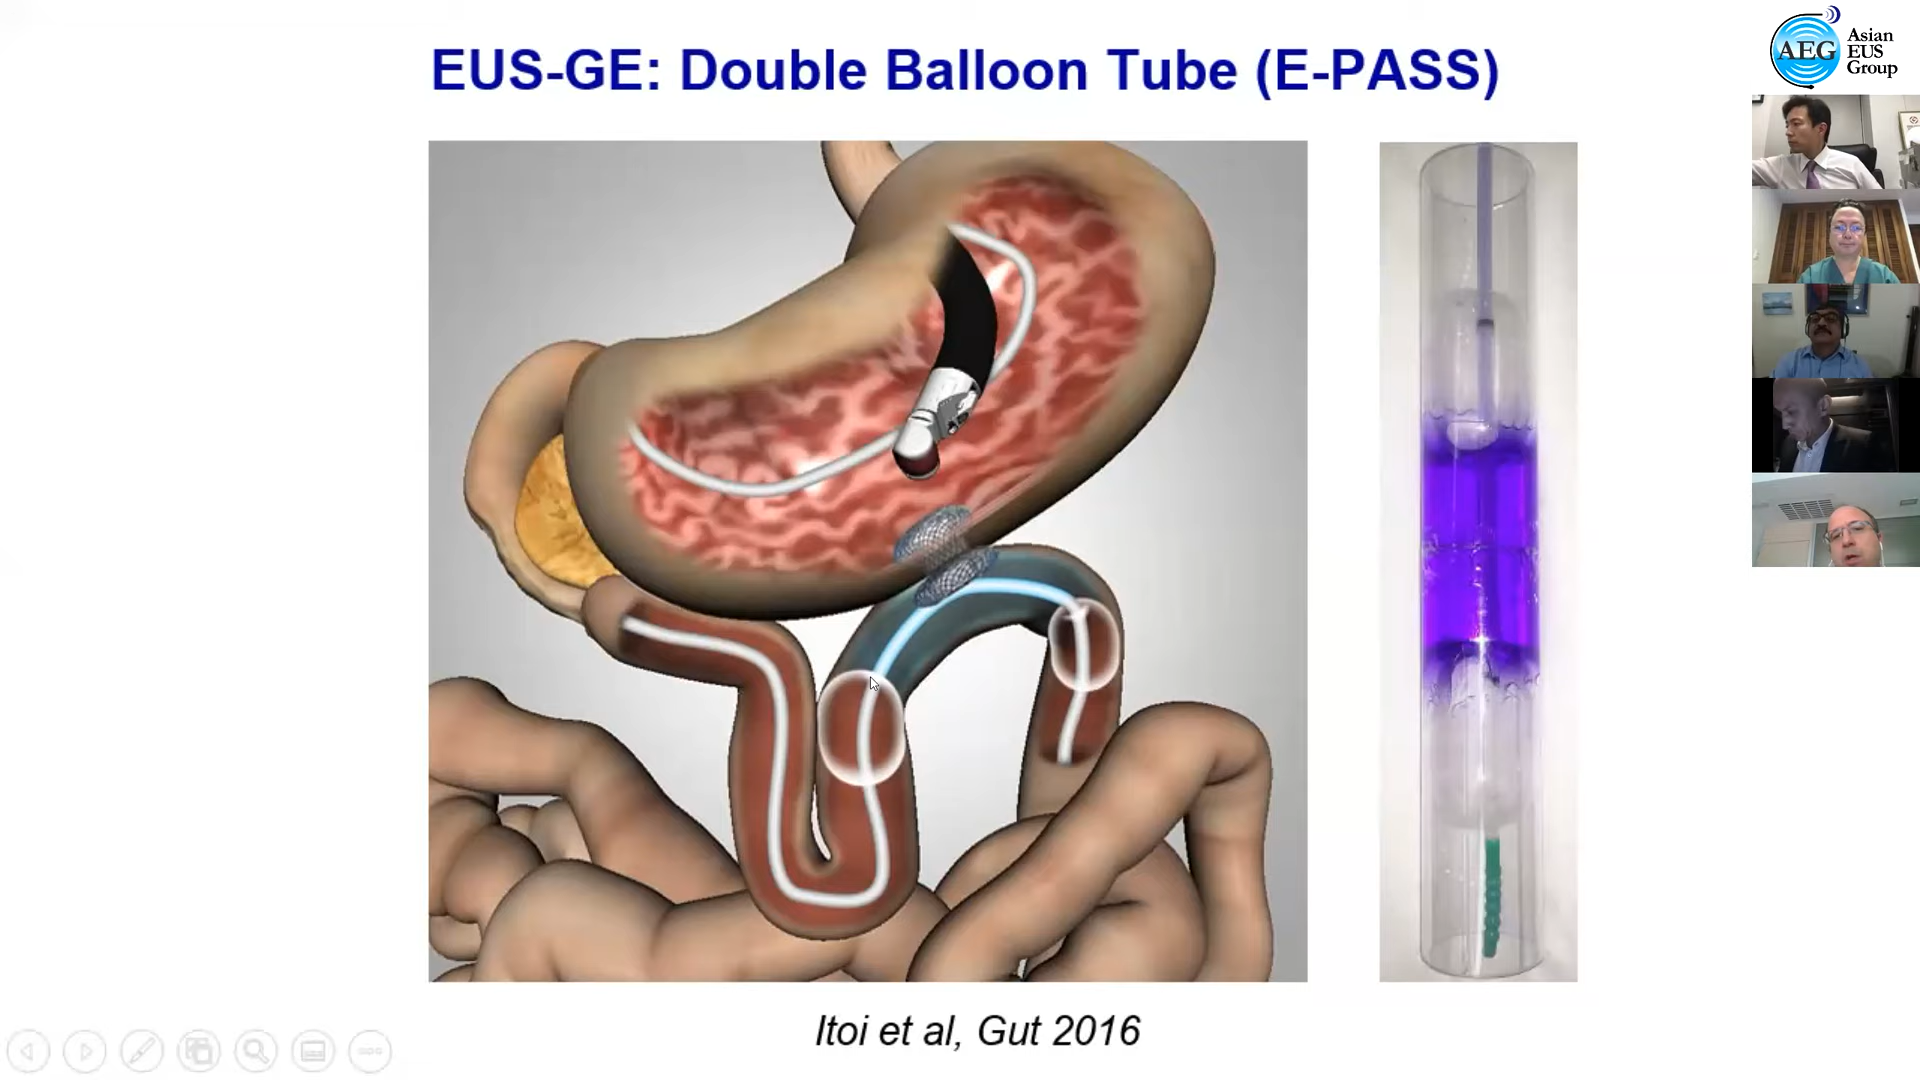 EUS-GE: Double Balloon Tube (E-PASS)
AEG
Asian
EUS
Group
Itoi et al, Gut 2016